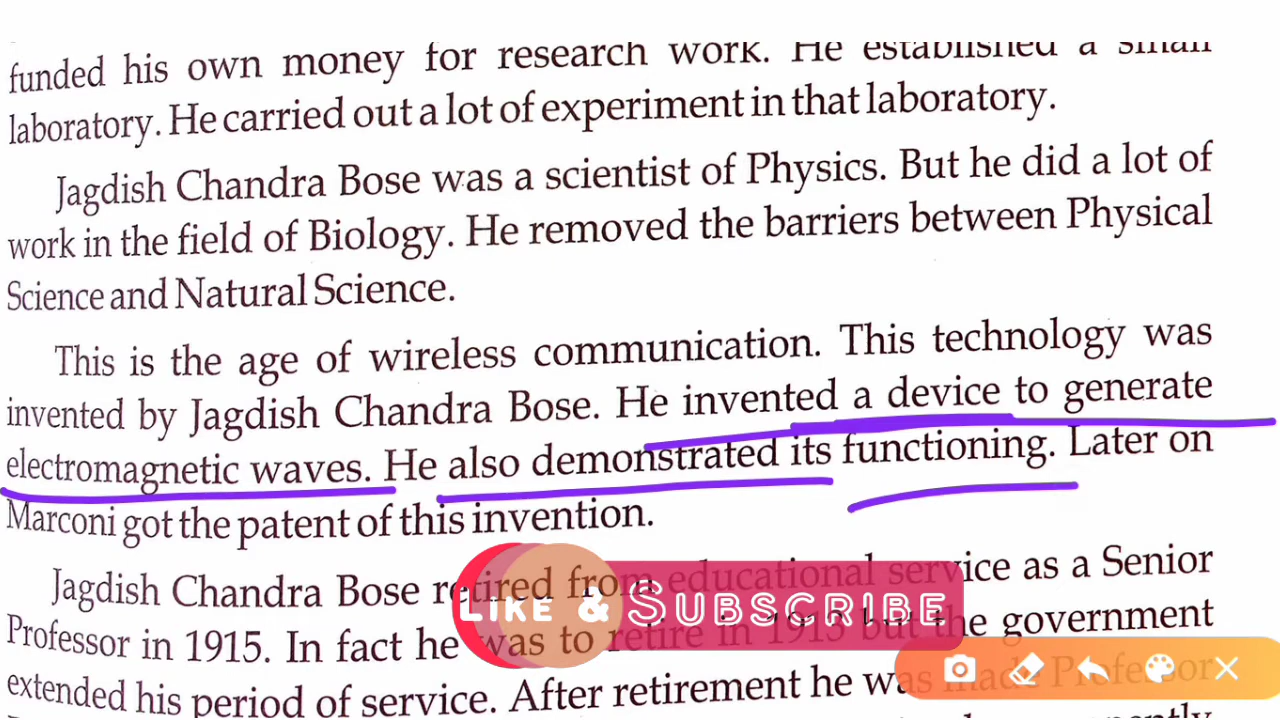 funded his own money for research work. He established a small
laboratory. He carried out a lot of experiment in that laboratory.
Jagdish Chandra Bose was a scientist of Physics. But he did a lot of
work in the field of Biology. He removed the barriers between Physical
Science and Natural Science.
This is the age of wireless communication. This technology was
invented by Jagdish Chandra Bose. He invented a device to generate
electromagnetic waves. He also demonstrated its functioning. Later on
Marconi got the patent of this invention.
Jagdish Chandra Bose retired from educational service as a Senior
Professor in 1915. In fact he was to retire in 1913 but the government
LIKE & SUBSCRIBE
extended his period of service. After retirement he was made Professor